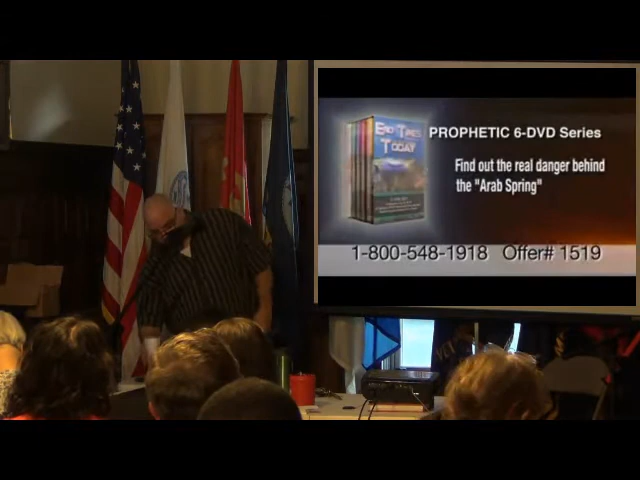 END TIMES
TODAY
PROPHETIC 6-DVD Series
Find out the real danger behind
the "Arab Spring"
1-800-548-1918 Offer# 1519